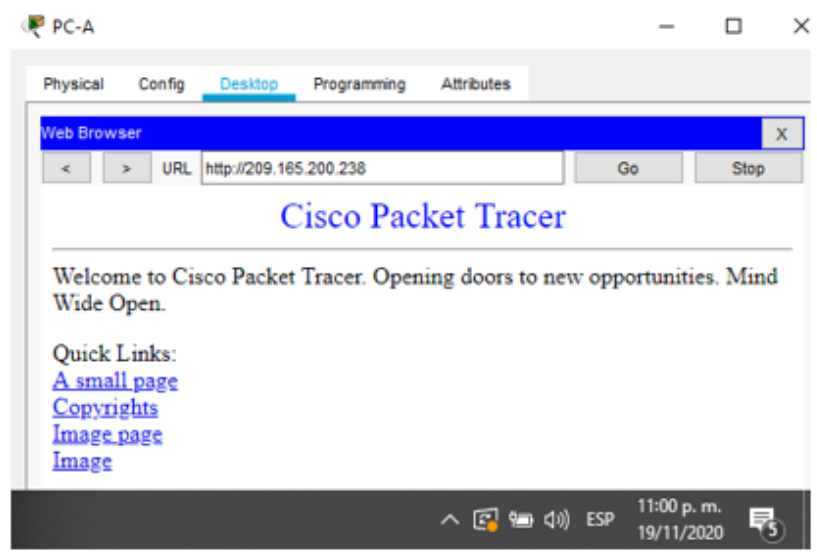 PC-A
Physical Config Desktop Programming Attributes
Web Browser X
< > URL http://209.165.200.238 Go Stop
Cisco Packet Tracer
Welcome to Cisco Packet Tracer. Opening doors to new opportunities. Mind
Wide Open.
Quick Links:
A small page
Copyrights
Image page
Image
ESP 11:00 p. m.
19/11/2020 5